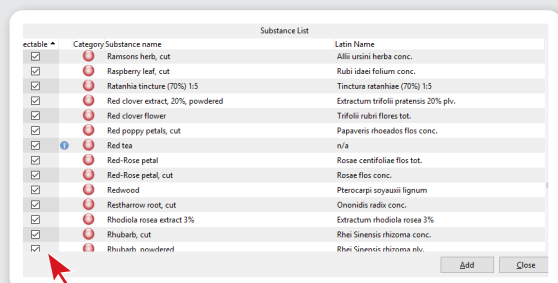 Substance List
ectable Category Substance name Latin Name
Ramsons herb, cut Allii ursini herba conc.
Raspberry leaf, cut Rubi idaei folium conc.
Ratanhia tincture (70%) 1:5 Tinctura ratanhiae (70%) 1:5
Red clover extract, 20%, powdered Extractum trifolii pratensis 20% plv.
Red clover flower Trifolii rubri flores tot.
Red poppy petals, cut Papaveris rhoeados flos conc.
Red tea n/a
Red-Rose petal Rosae centifoliae flos tot.
Red-Rose petal, cut Rosae flos conc.
Redwood Pterocarpi soyauxii lignum
Restharrow root, cut Ononidis radix conc.
Rhodiola rosea extract 3% Extractum rhodiola rosea 3%
Rhubarb, cut Rhei Sinensis rhizoma conc.
Rhubarb, powdered Rhei Sinensis rhizoma plv.
Add Close